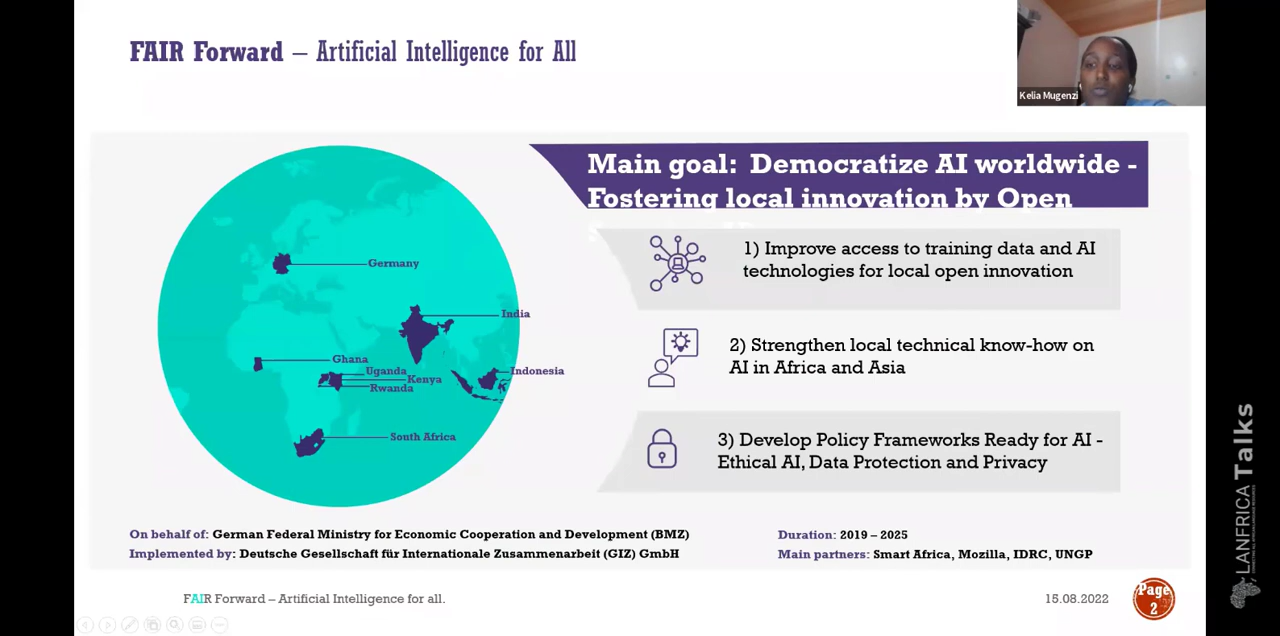 FAIR Forward – Artificial Intelligence for All
Kelia Mugenzi
Main goal: Democratize AI worldwide -
Fostering local innovation by Open
Germany
India
Ghana
Uganda
Kenya
Rwanda
Indonesia
South Africa
1) Improve access to training data and AI
technologies for local open innovation
2) Strengthen local technical know-how on
AI in Africa and Asia
3) Develop Policy Frameworks Ready for AI -
Ethical AI, Data Protection and Privacy
On behalf of: German Federal Ministry for Economic Cooperation and Development (BMZ)
Implemented by: Deutsche Gesellschaft für Internationale Zusammenarbeit (GIZ) GmbH
Duration: 2019 – 2025
Main partners: Smart Africa, Mozilla, IDRC, UNGP
FAIR Forward – Artificial Intelligence for all.
15.08.2022
Page
2
LANFRICA Talks